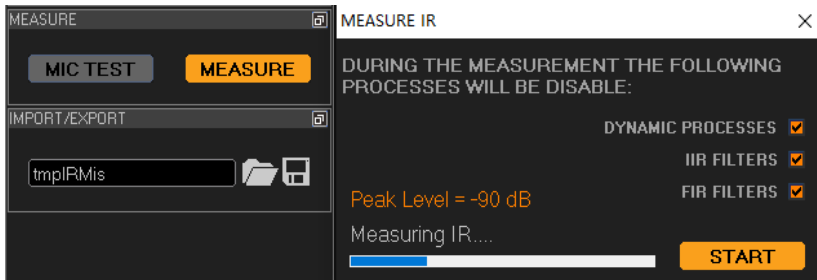 MEASURE
MIC TEST
MEASURE
IMPORT/EXPORT
tmpIRMis
MEASURE IR
DURING THE MEASUREMENT THE FOLLOWING
PROCESSES WILL BE DISABLE:
DYNAMIC PROCESSES
IIR FILTERS
FIR FILTERS
Peak Level = -90 dB
Measuring IR....
START